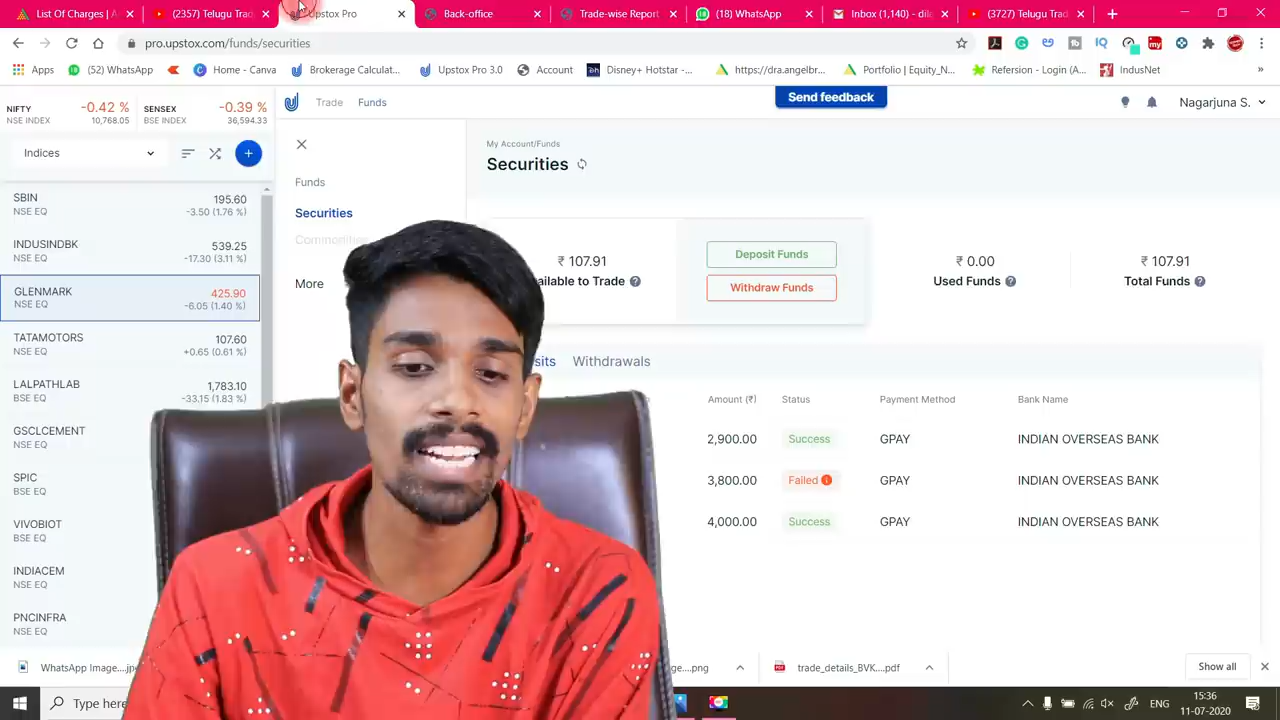 List Of Charges | A
(2357) Telugu Trad
Upstox Pro
Back-office
Trade-wise Report
(18) WhatsApp
Inbox (1,140) - dil
(3727) Telugu Trad
pro.upstox.com/funds/securities
Apps
(52) WhatsApp
Home - Canva
Brokerage Calculat...
Upstox Pro 3.0
Account
Disney+ Hotstar -...
https://dra.angelbr...
Portfolio | Equity_N...
Refersion - Login (A...
IndusNet
NIFTY -0.42 %
NSE INDEX 10,768.05
SENSEX -0.39 %
BSE INDEX 36,594.33
Trade
Funds
Send feedback
Nagarjuna S.
Indices
My Account/Funds
Securities
Funds
Securities
Commodities
More
SBIN 195.60
NSE EQ -3.50 (1.76 %)
INDUSINDBK 539.25
NSE EQ -17.30 (3.11 %)
GLENMARK 425.90
NSE EQ -6.05 (1.40 %)
TATAMOTORS 107.60
NSE EQ +0.65 (0.61 %)
LALPATHLAB 1,783.10
BSE EQ -33.15 (1.83 %)
GSCLCEMENT
BSE EQ
SPIC
BSE EQ
VIVOBIOT
BSE EQ
INDIACEM
NSE EQ
PNCINFRA
NSE EQ
₹ 107.91
ailable to Trade
Deposit Funds
Withdraw Funds
₹ 0.00
Used Funds
₹ 107.91
Total Funds
sits
Withdrawals
Amount (₹) Status Payment Method Bank Name
2,900.00 Success GPAY INDIAN OVERSEAS BANK
3,800.00 Failed GPAY INDIAN OVERSEAS BANK
4,000.00 Success GPAY INDIAN OVERSEAS BANK
WhatsApp Image....jp
ge....png
trade_details_BVK....pdf
Show all
Type here
ENG
15:36
11-07-2020